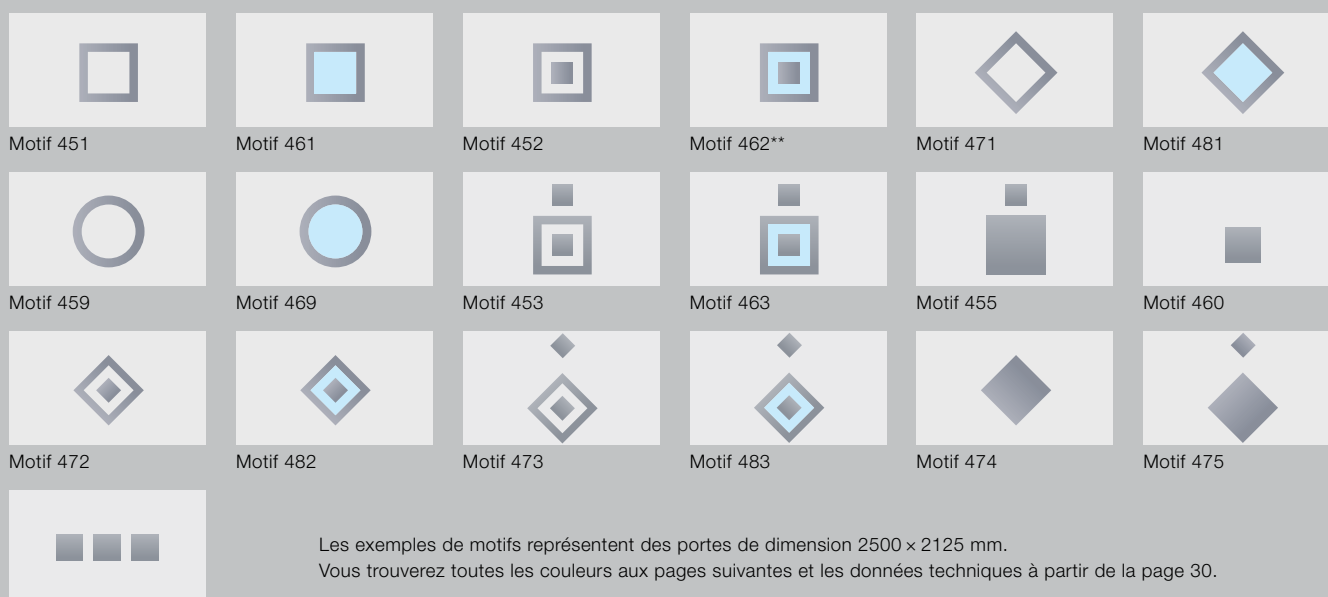 Motif 451
Motif 461
Motif 452
Motif 462**
Motif 471
Motif 481
Motif 459
Motif 469
Motif 453
Motif 463
Motif 455
Motif 460
Motif 472
Motif 482
Motif 473
Motif 483
Motif 474
Motif 475
Les exemples de motifs représentent des portes de dimension 2500 × 2125 mm.
Vous trouverez toutes les couleurs aux pages suivantes et les données techniques à partir de la page 30.